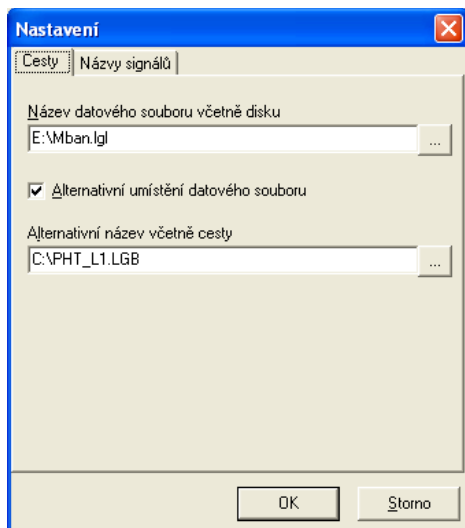 Nastavení
Cesty Názvy signálů
Název datového souboru včetně disku
E:\Mban.lgl
...
Alternativní umístění datového souboru
Alternativní název včetně cesty
C:\PHT_L1.LGB
...
OK Storno